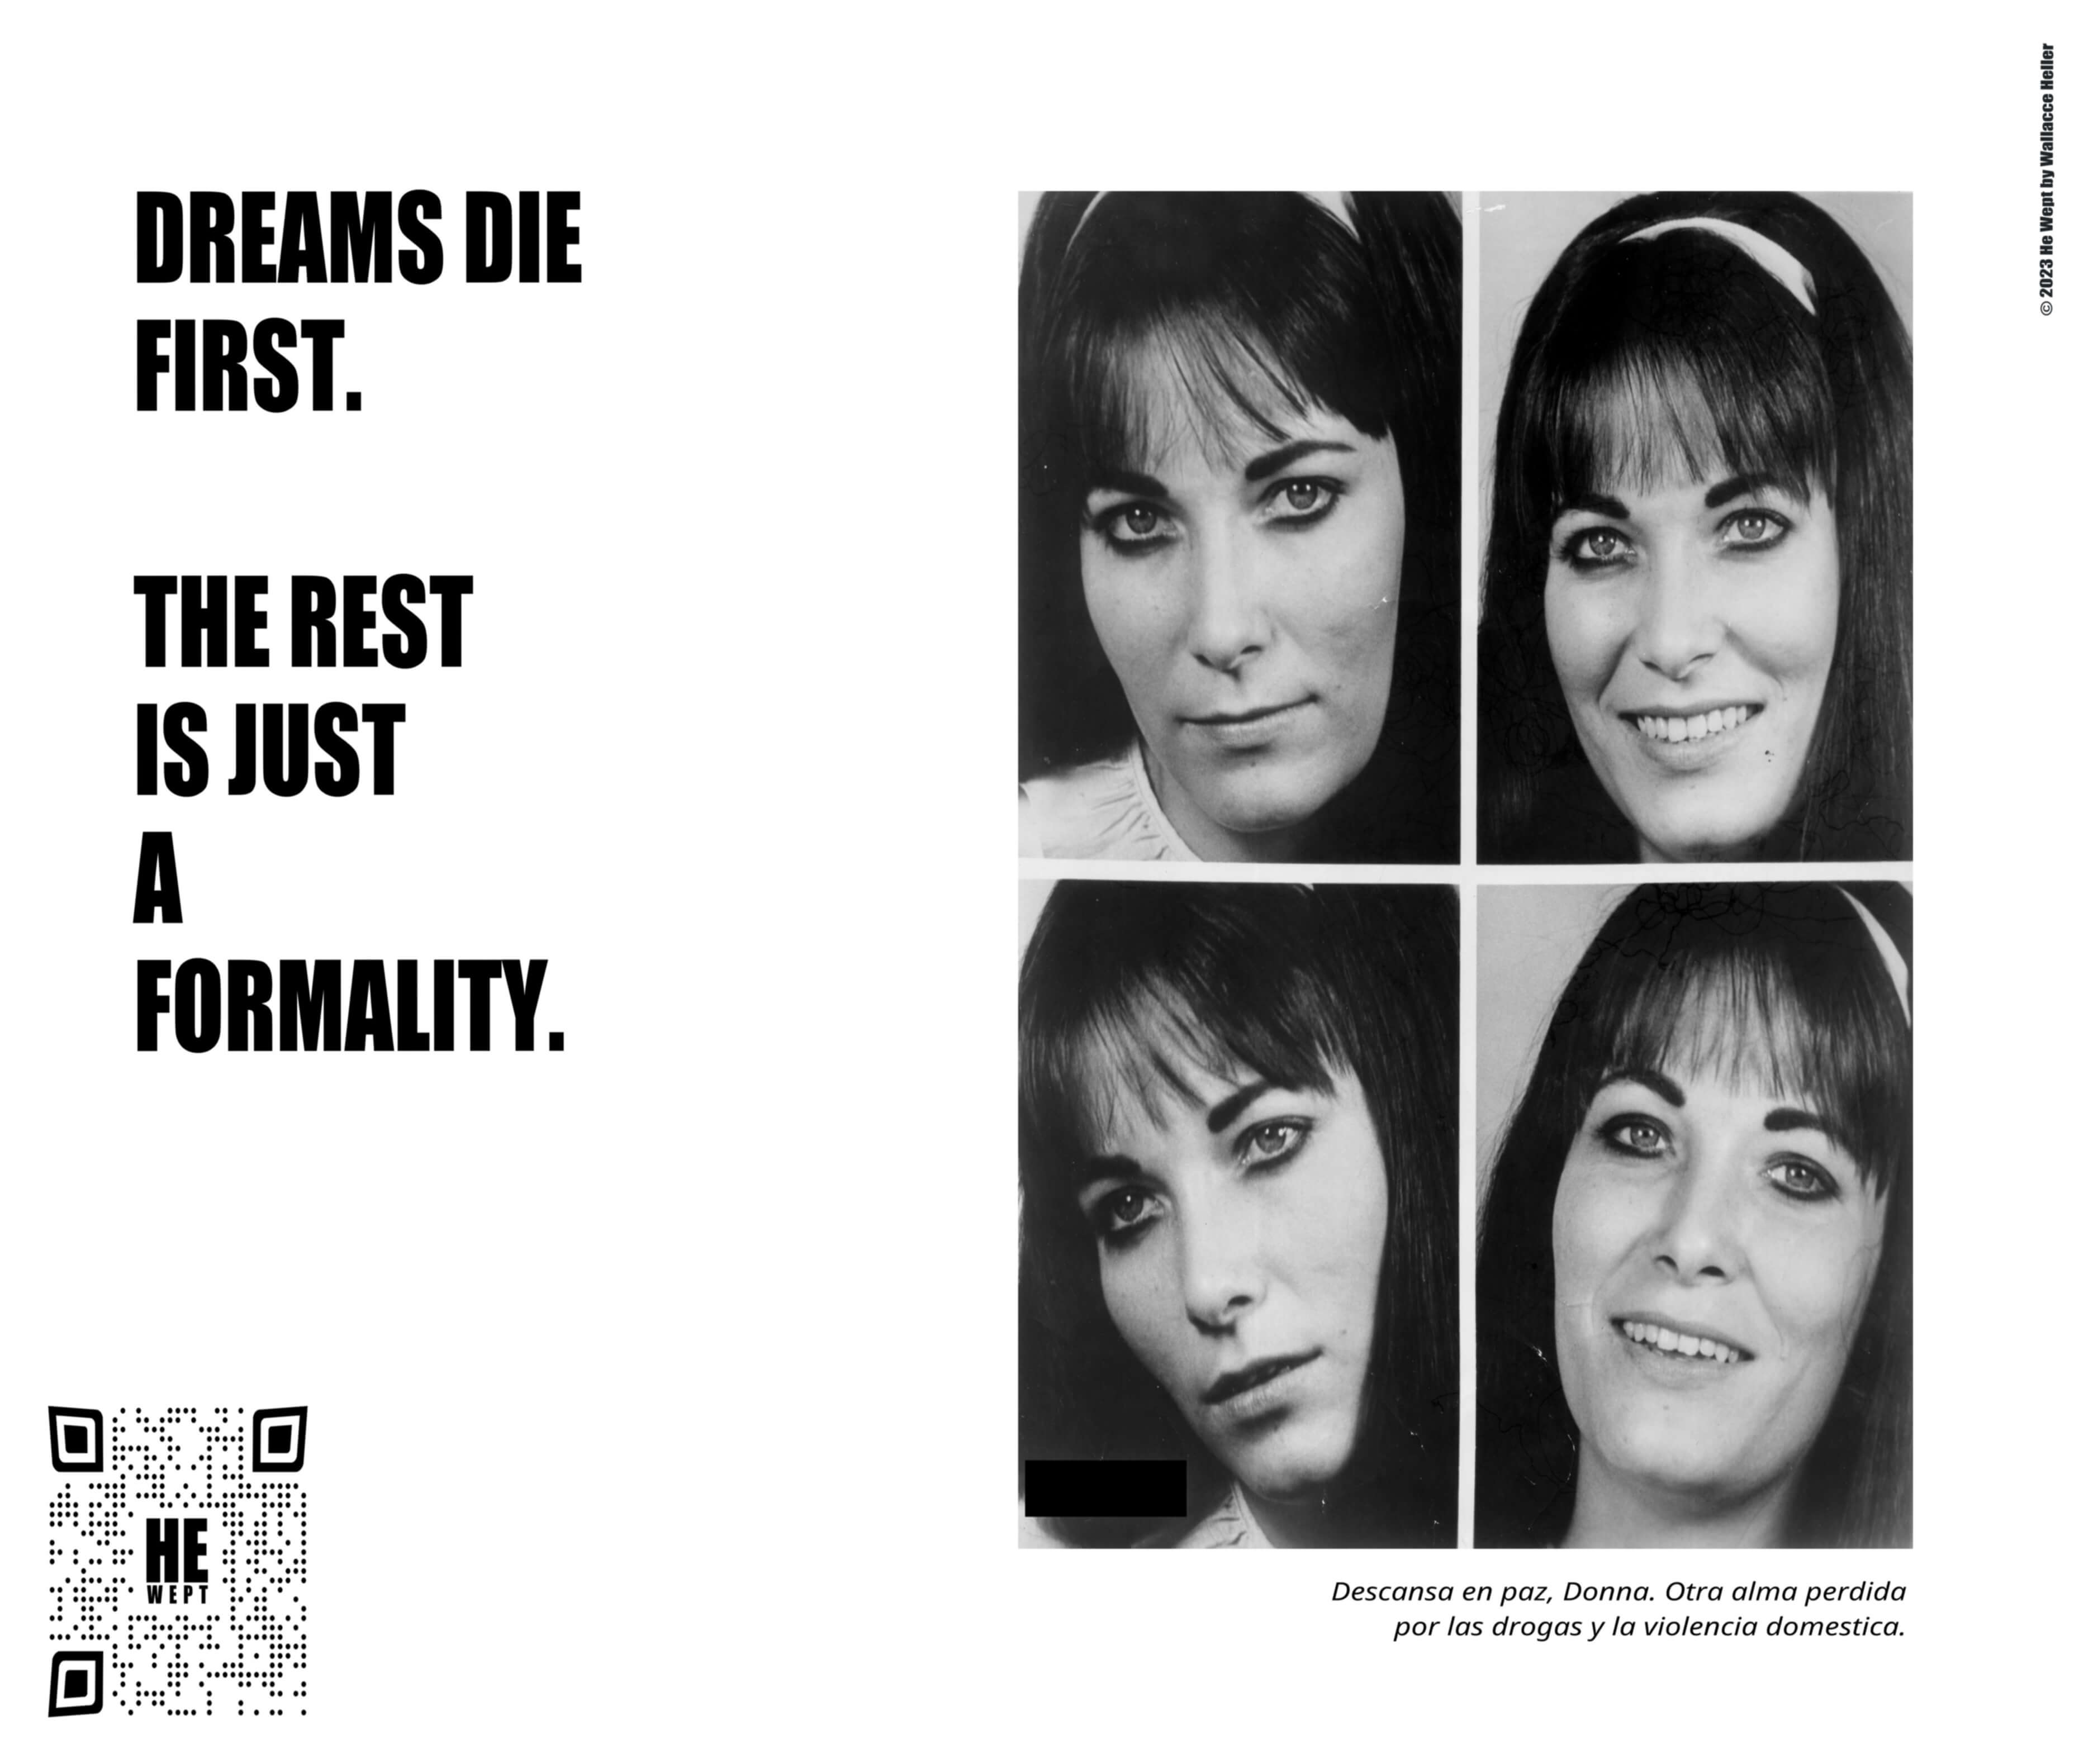 DREAMS DIE
FIRST.
THE REST
IS JUST
A
FORMALITY.
© 2023 He Wept by Wallacce Heller
HE
WEPT
Descansa en paz, Donna. Otra alma perdida
por las drogas y la violencia domestica.